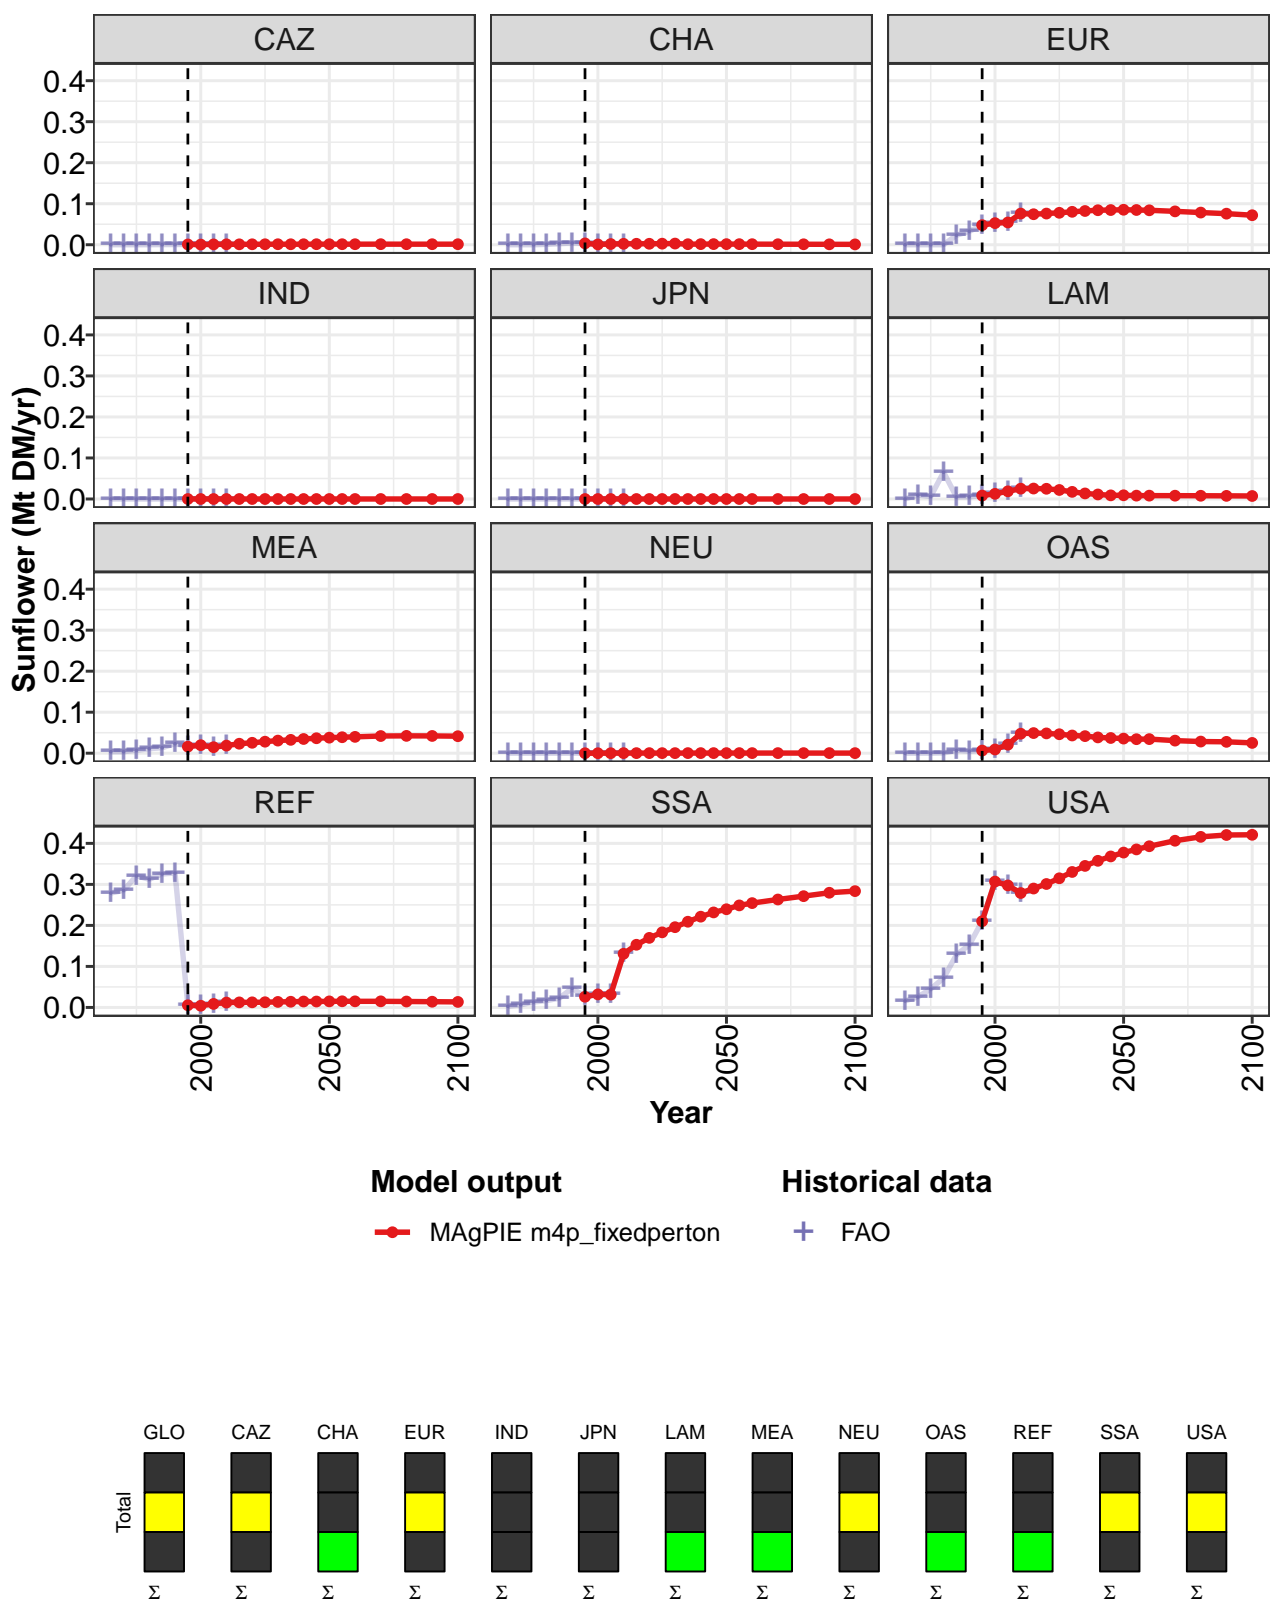 CAZ CHA EUR
0.4
0.3
0.2
0.1
0.0
IND JPN LAM
0.4
0.3
0.2
0.1
0.0
Sunflower (Mt DM/yr)
MEA NEU OAS
0.4
0.3
0.2
0.1
0.0
REF SSA USA
0.4
0.3
0.2
0.1
0.0
2000 2050 2100 2000 2050 2100 2000 2050 2100
Year
Model output Historical data
MAgPIE m4p_fixedperton FAO
GLO CAZ CHA EUR IND JPN LAM MEA NEU OAS REF SSA USA
Total
Σ Σ Σ Σ Σ Σ Σ Σ Σ Σ Σ Σ Σ